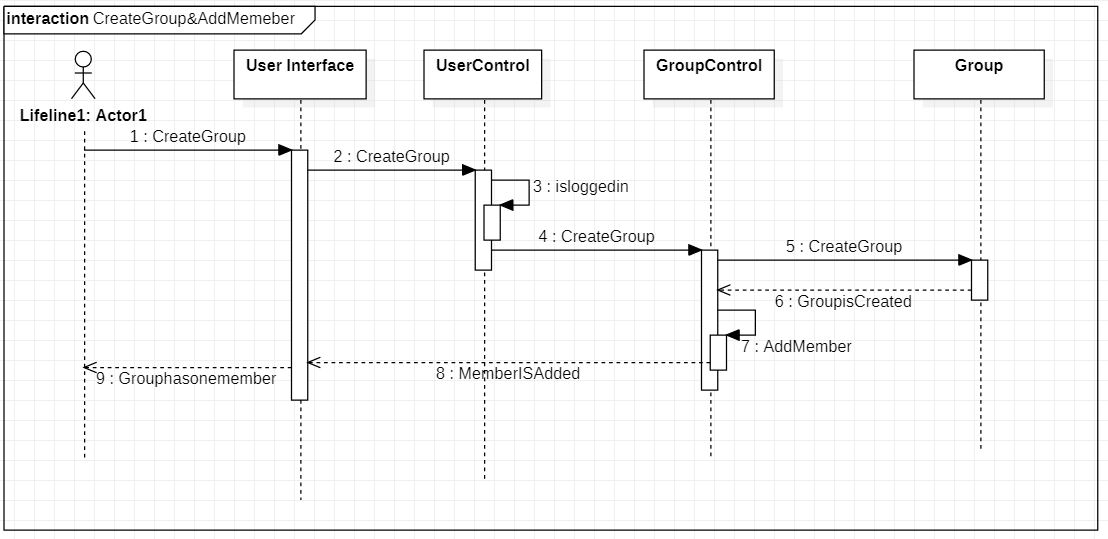 interaction CreateGroup&AddMemeber
User Interface
UserControl
GroupControl
Group
Lifeline1: Actor1
1 : CreateGroup
2 : CreateGroup
3 : isloggedin
4 : CreateGroup
5 : CreateGroup
6 : GroupisCreated
7 : AddMember
8 : MemberISAdded
9 : Grouphasonemember